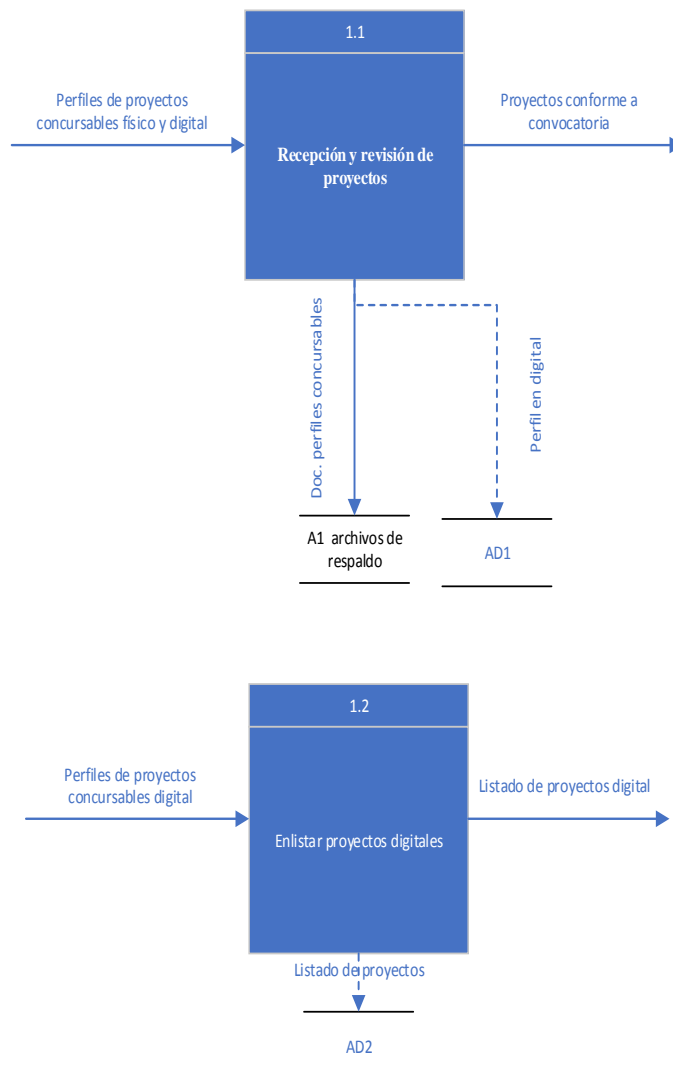 1.1
Perfiles de proyectos
concursables físico y digital
Proyectos conforme a
convocatoria
Recepción y revisión de
proyectos
Doc. perfiles concursables
Perfil en digital
A1 archivos de
respaldo
AD1
1.2
Perfiles de proyectos
concursables digital
Listado de proyectos digital
Enlistar proyectos digitales
Listado de proyectos
AD2